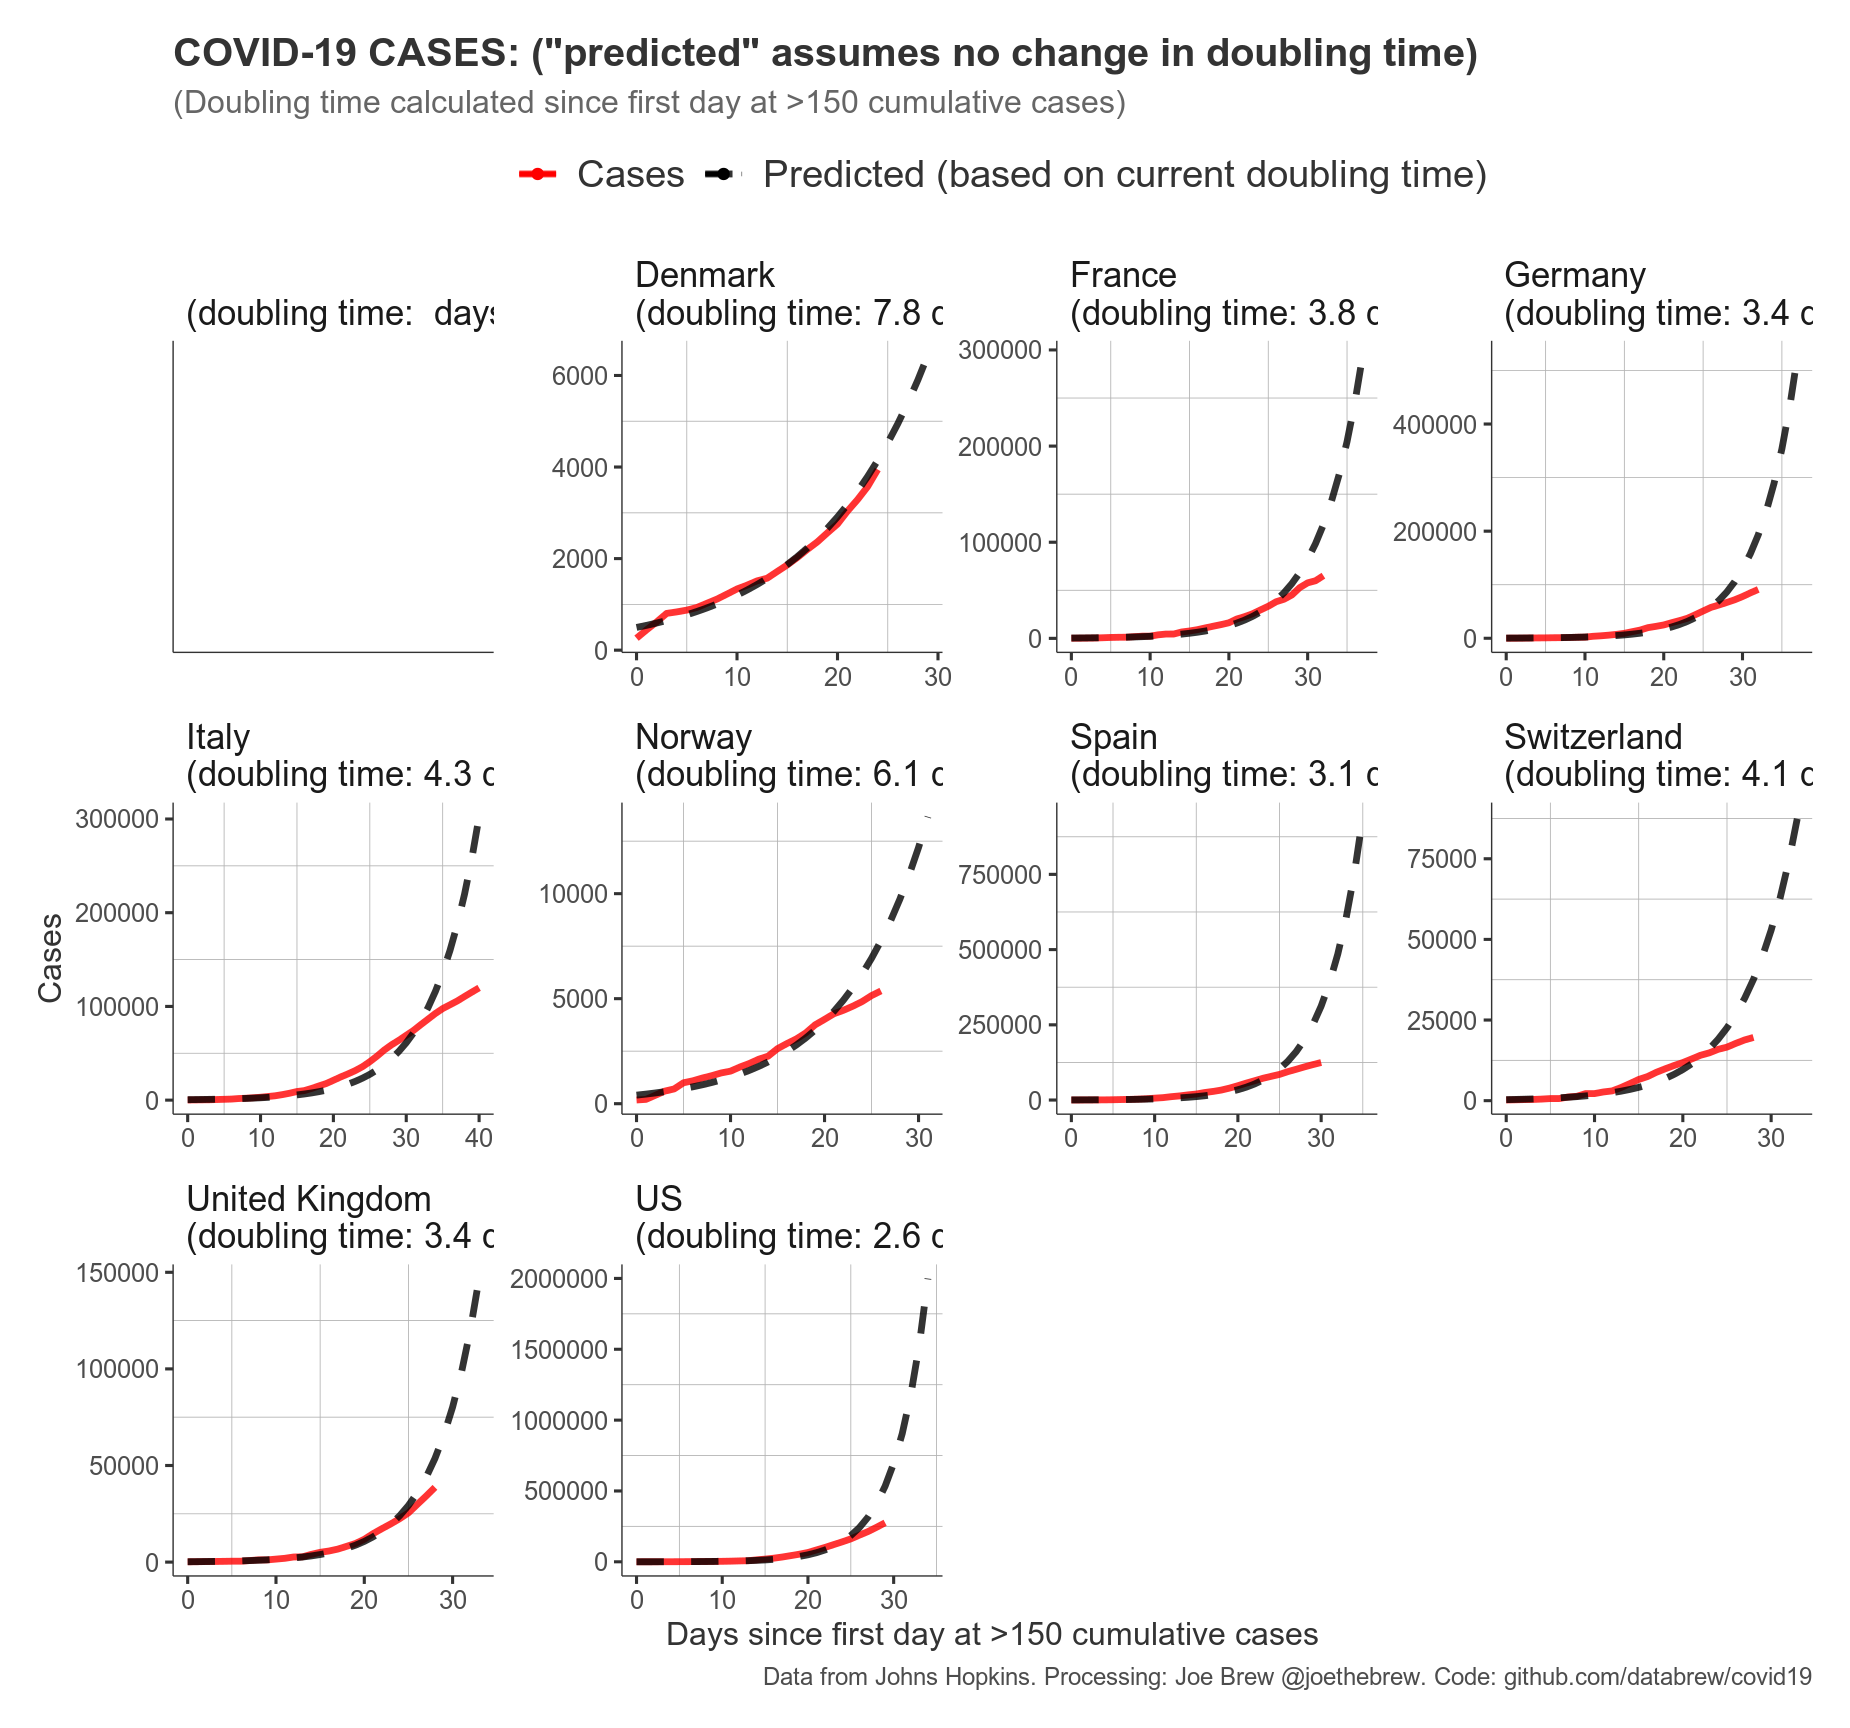 COVID-19 CASES: ("predicted" assumes no change in doubling time)
(Doubling time calculated since first day at >150 cumulative cases)
Cases Predicted (based on current doubling time)
(doubling time:  days
Denmark
(doubling time: 7.8 d
6000
4000
2000
0
0 10 20 30
France
(doubling time: 3.8 d
300000
200000
100000
0
0 10 20 30
Germany
(doubling time: 3.4 d
400000
200000
0
0 10 20 30
Cases
Italy
(doubling time: 4.3 d
300000
200000
100000
0
0 10 20 30 40
Norway
(doubling time: 6.1 d
10000
5000
0
0 10 20 30
Spain
(doubling time: 3.1 d
750000
500000
250000
0
0 10 20 30
Switzerland
(doubling time: 4.1 d
75000
50000
25000
0
0 10 20 30
United Kingdom
(doubling time: 3.4 d
150000
100000
50000
0
0 10 20 30
US
(doubling time: 2.6 d
2000000
1500000
1000000
500000
0
0 10 20 30
Days since first day at >150 cumulative cases
Data from Johns Hopkins. Processing: Joe Brew @joethebrew. Code: github.com/databrew/covid19